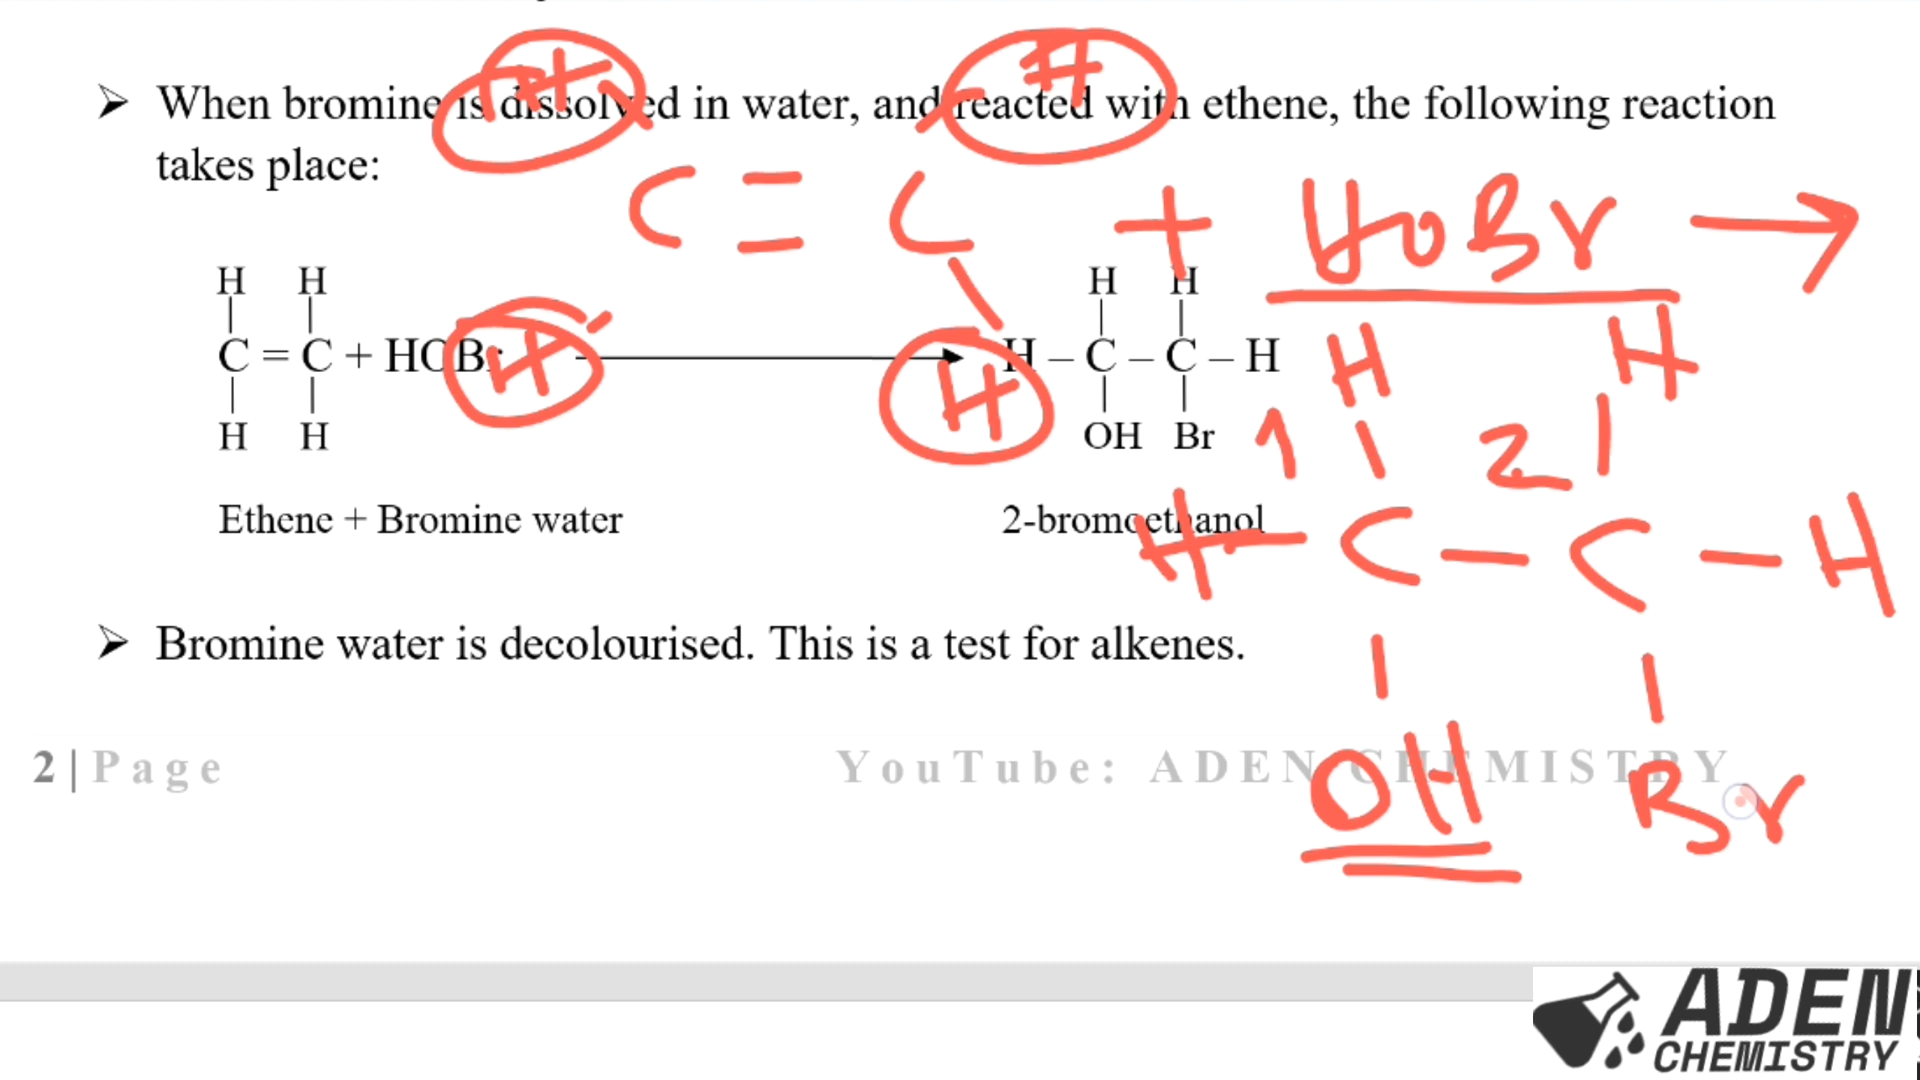 ➢ When bromine is dissolved in water, and reacted with ethene, the following reaction
takes place:
H H
C = C + HOBr
H H
H H
H – C – C – H
OH Br
Ethene + Bromine water
2-bromoethanol
H H
C = C + HOBr →
H H
H H
1 2
H – C – C – H
OH Br
➢ Bromine water is decolourised. This is a test for alkenes.
2 | Page
YouTube: ADEN CHEMISTRY
ADEN
CHEMISTRY